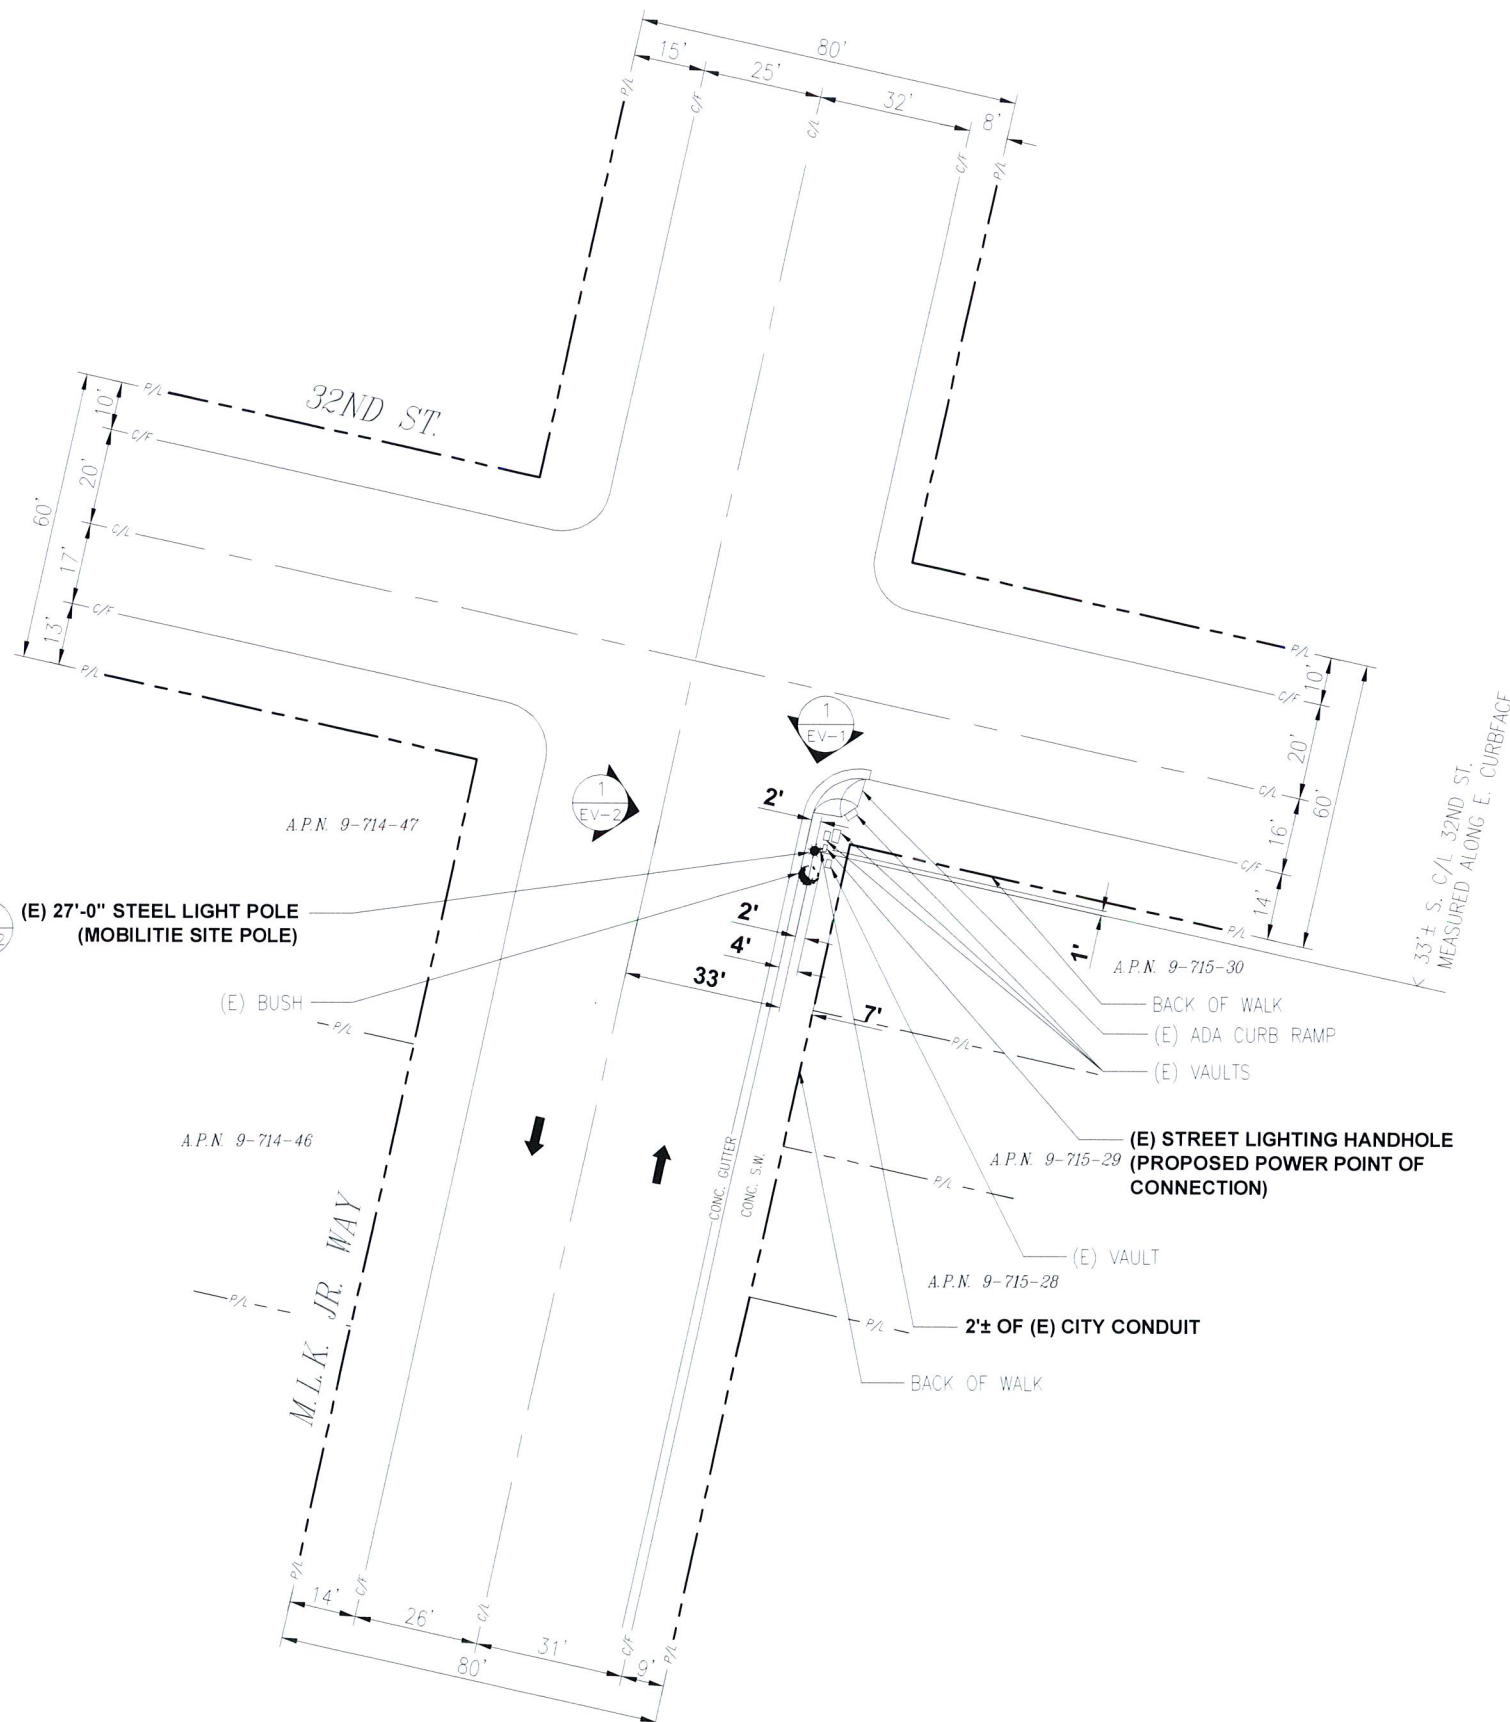 80'
15'
25'
32'
8'
P/L
C/F
C/L
C/F
P/L
32ND ST.
P/L
10'
C/F
20'
60'
C/L
17'
C/F
13'
P/L
P/L
10'
C/F
20'
C/L
60'
16'
C/F
14'
P/L
33'± S. C/L 32ND ST.
MEASURED ALONG E. CURBFACE
1
EV-1
1
EV-2
2'
A.P.N. 9-714-47
(E) 27'-0" STEEL LIGHT POLE
(MOBILITIE SITE POLE)
2'
4'
33'
7'
1'
A.P.N. 9-715-30
(E) BUSH
P/L
BACK OF WALK
(E) ADA CURB RAMP
P/L
(E) VAULTS
A.P.N. 9-714-46
(E) STREET LIGHTING HANDHOLE
(PROPOSED POWER POINT OF
CONNECTION)
A.P.N. 9-715-29
P/L
CONC. GUTTER
CONC. S.W.
M.L.K. JR. WAY
(E) VAULT
A.P.N. 9-715-28
P/L
P/L
2'± OF (E) CITY CONDUIT
BACK OF WALK
P/L
C/F
C/L
C/F
P/L
14'
26'
31'
9'
80'